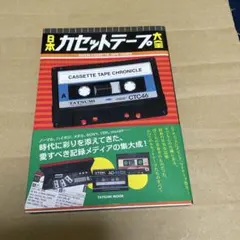 日本カセットテープ大全
CASSETTE TAPE CHRONICLE
A
TATSUMI
CTC46
時代に彩りを添えてきた、
愛すべき記録メディアの集大成!
TATSUMI MOOK